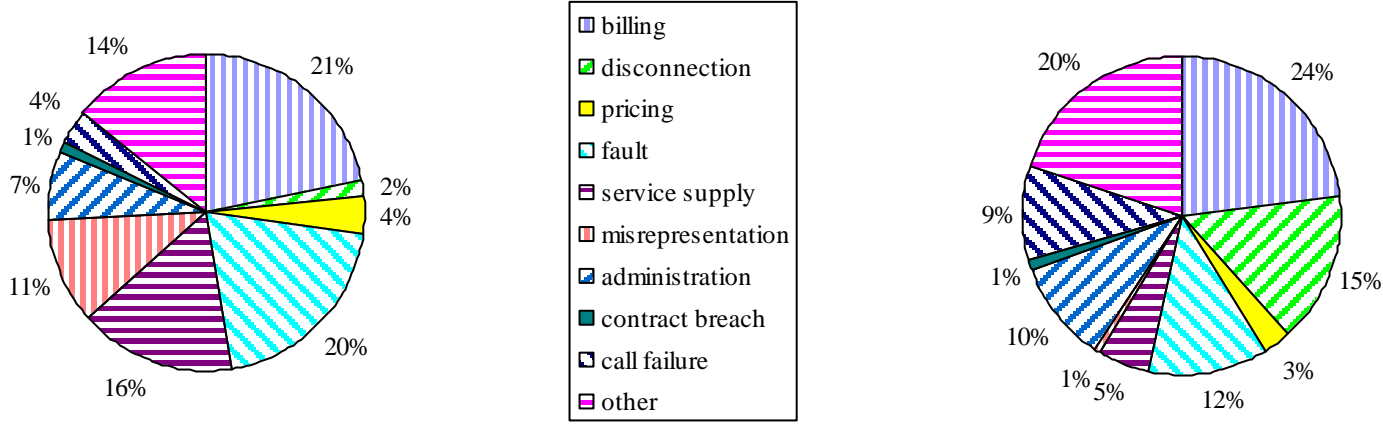 14%
21%
4%
1%
2%
7%
4%
11%
20%
16%
billing
disconnection
pricing
fault
service supply
misrepresentation
administration
contract breach
call failure
other
20%
24%
9%
1%
15%
10%
3%
1%
5%
12%